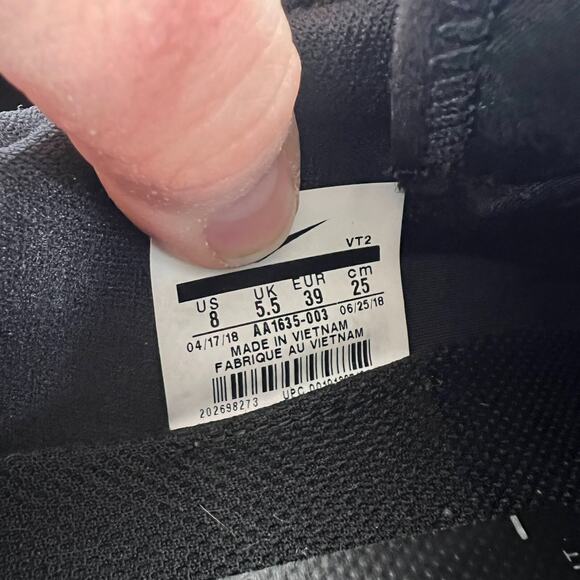 VT2
US UK EUR cm
8 5.5 39 25
04/17/18 AA1635-003 06/25/18
MADE IN VIETNAM
FABRIQUE AU VIETNAM
202698273 UPC